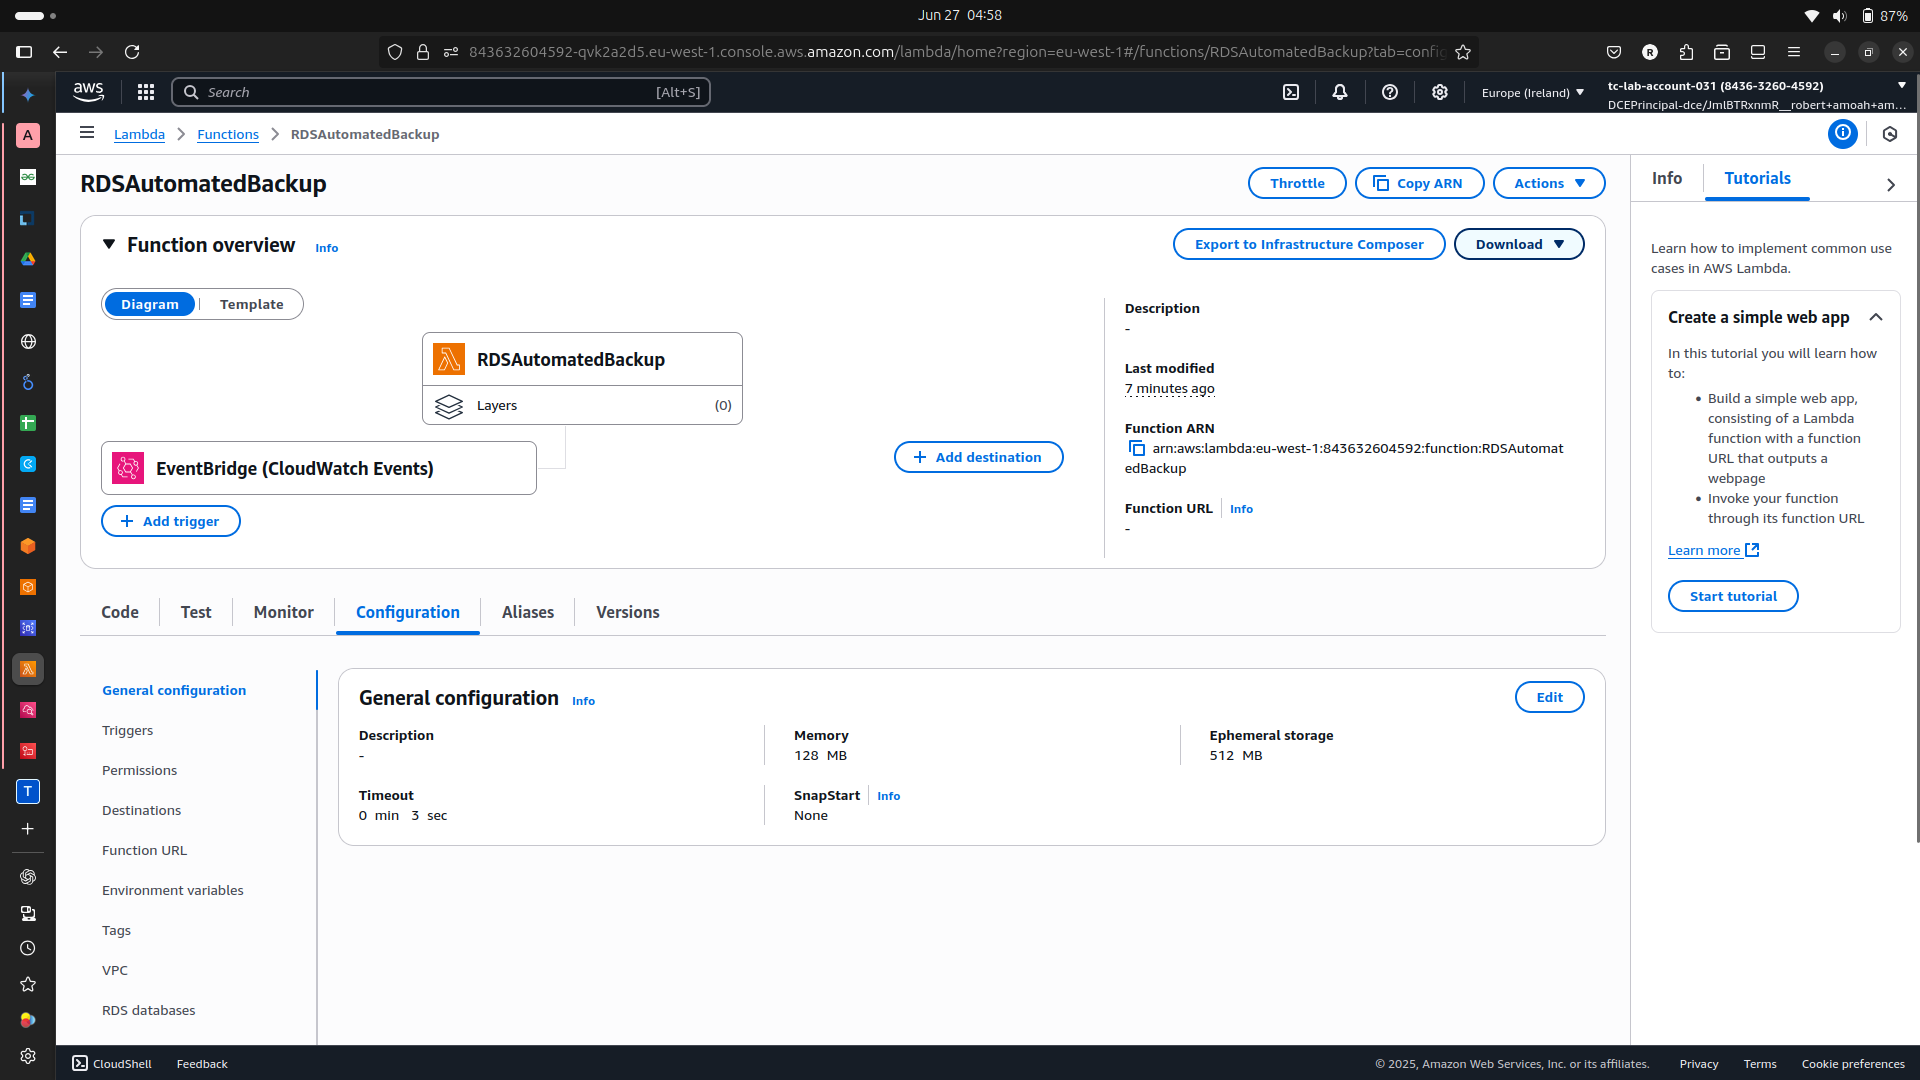 Jun 27 04:58
87%
843632604592-qvk2a2d5.eu-west-1.console.aws.amazon.com/lambda/home?region=eu-west-1#/functions/RDSAutomatedBackup?tab=config
aws
Search
[Alt+S]
Europe (Ireland)
tc-lab-account-031 (8436-3260-4592)
DCEPrincipal-dce/JmlBTRxnmR__robert+amoah+am...
Lambda
Functions
RDSAutomatedBackup
RDSAutomatedBackup
Throttle
Copy ARN
Actions
Function overview
Info
Export to Infrastructure Composer
Download
Diagram
Template
RDSAutomatedBackup
Layers
(0)
EventBridge (CloudWatch Events)
Add trigger
Add destination
Description
-
Last modified
7 minutes ago
Function ARN
arn:aws:lambda:eu-west-1:843632604592:function:RDSAutomat
edBackup
Function URL
Info
-
Code
Test
Monitor
Configuration
Aliases
Versions
General configuration
Triggers
Permissions
Destinations
Function URL
Environment variables
Tags
VPC
RDS databases
General configuration
Info
Edit
Description
-
Memory
128 MB
Ephemeral storage
512 MB
Timeout
0 min 3 sec
SnapStart
Info
None
Info
Tutorials
Learn how to implement common use
cases in AWS Lambda.
Create a simple web app
In this tutorial you will learn how
to:
• Build a simple web app,
consisting of a Lambda
function with a function
URL that outputs a
webpage
• Invoke your function
through its function URL
Learn more
Start tutorial
A
T
R
CloudShell
Feedback
© 2025, Amazon Web Services, Inc. or its affiliates.
Privacy
Terms
Cookie preferences